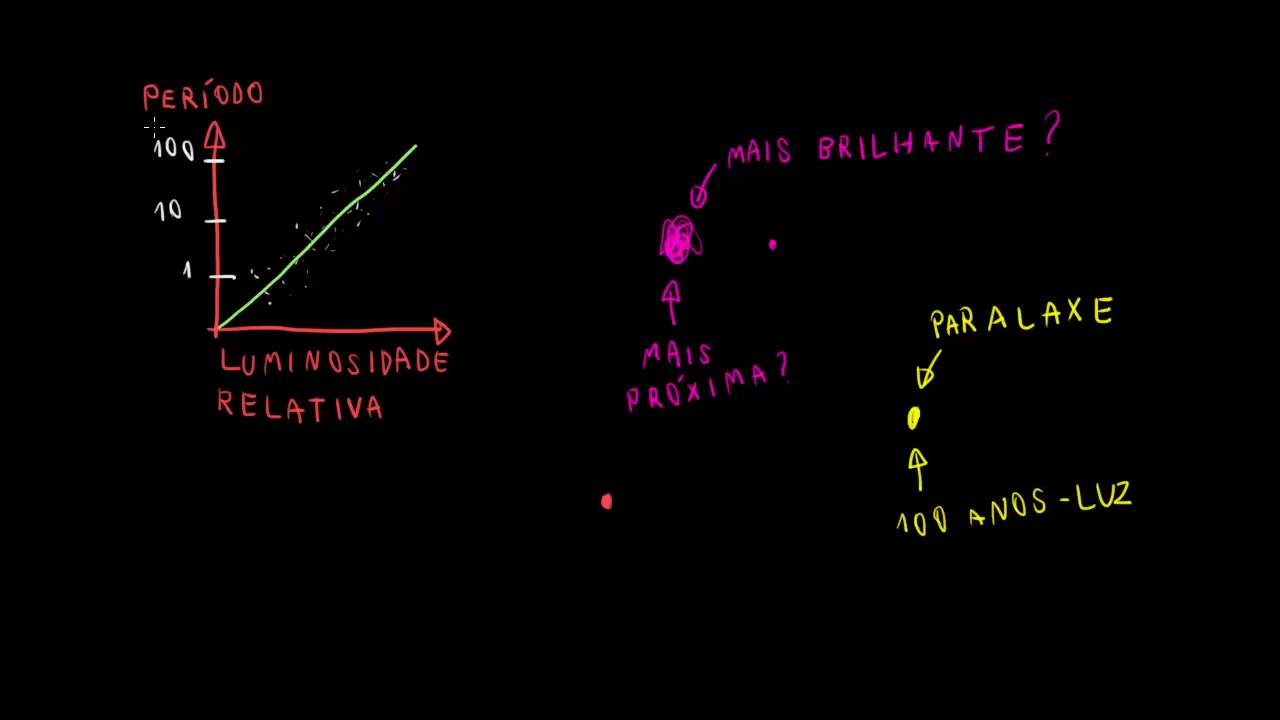 PERÍODO
100
10
1
LUMINOSIDADE
RELATIVA
MAIS BRILHANTE?
MAIS
PRÓXIMA?
PARALAXE
100 ANOS-LUZ